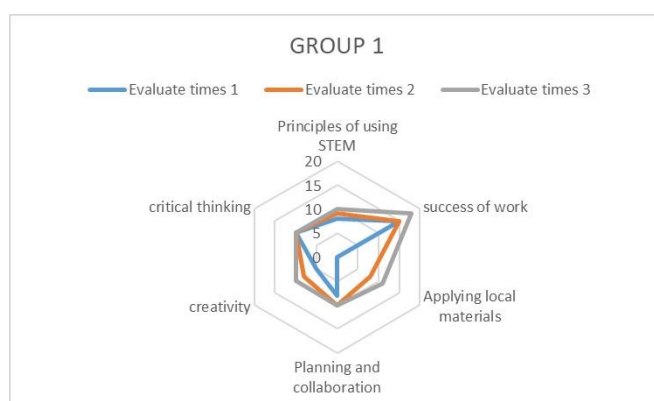 GROUP 1
Evaluate times 1 Evaluate times 2 Evaluate times 3
Principles of using
STEM
20
15
10
5
0
success of work
Applying local
materials
Planning and
collaboration
creativity
critical thinking